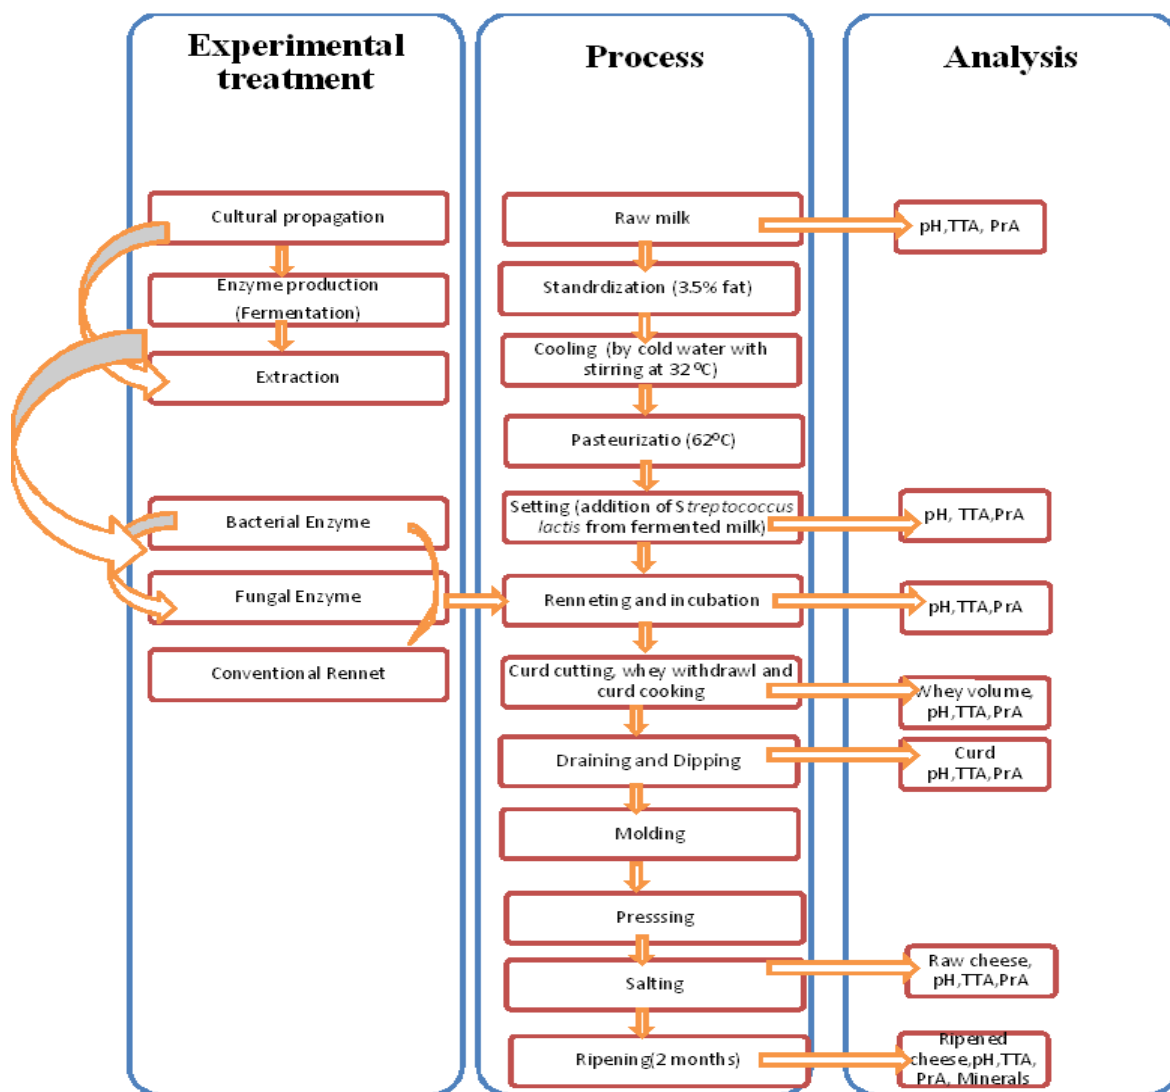 Experimental
treatment
Cultural propagation
Enzyme production
(Fermentation)
Extraction
Bacterial Enzyme
Fungal Enzyme
Conventional Rennet
Process
Raw milk
Standrdization (3.5% fat)
Cooling (by cold water with
stirring at 32 ⁰C)
Pasteurizatio (62⁰C)
Setting (addition of Streptococcus
lactis from fermented milk)
Renneting and incubation
Curd cutting, whey withdrawl and
curd cooking
Draining and Dipping
Molding
Presssing
Salting
Ripening(2 months)
Analysis
pH,TTA, PrA
pH, TTA,PrA
pH,TTA,PrA
Whey volume,
pH,TTA,PrA
Curd
pH,TTA,PrA
Raw cheese,
pH,TTA,PrA
Ripened
cheese,pH,TTA,
PrA, Minerals